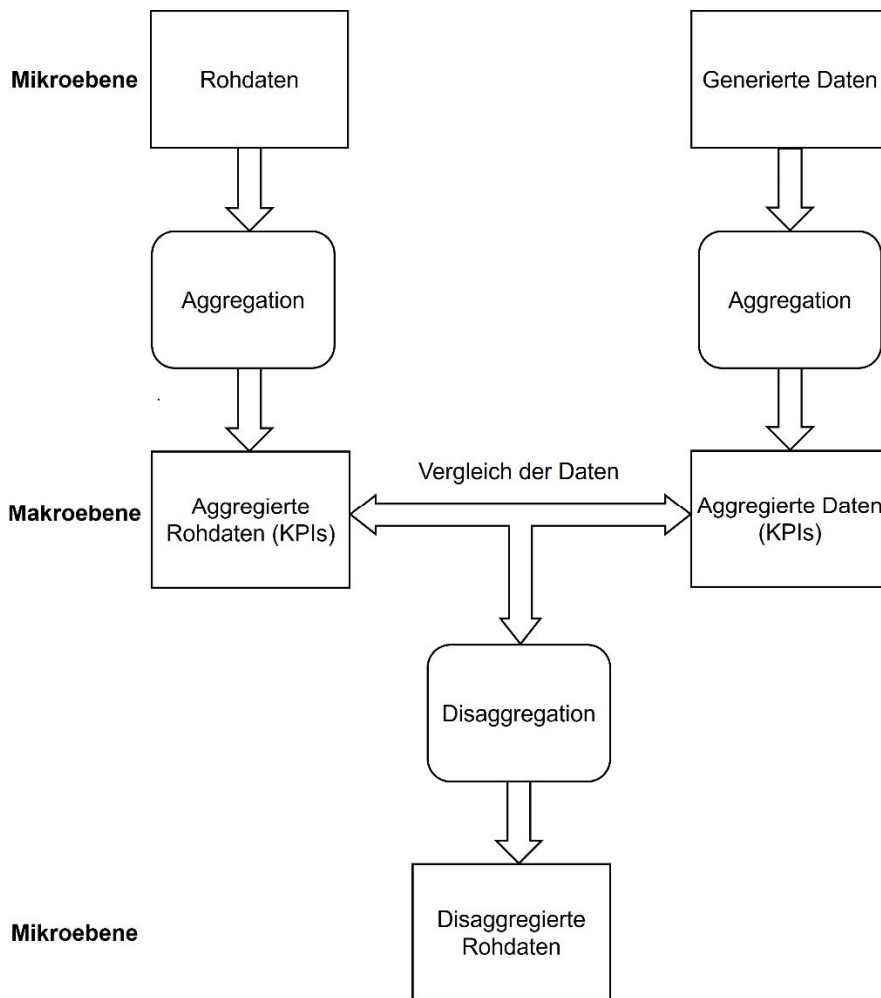 Mikroebene
Rohdaten
Generierte Daten
Aggregation
Aggregation
Vergleich der Daten
Makroebene
Aggregierte
Rohdaten (KPIs)
Aggregierte Daten
(KPIs)
Disaggregation
Mikroebene
Disaggregierte
Rohdaten